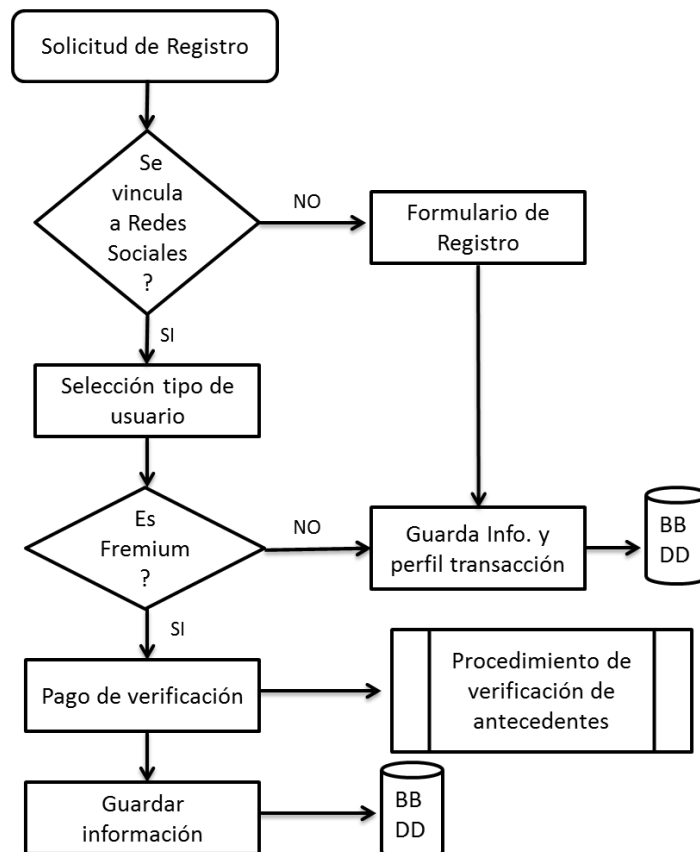 Solicitud de Registro
Se
vincula
a Redes
Sociales
?
NO
Formulario de
Registro
SI
Selección tipo de
usuario
Es
Fremium
?
NO
Guarda Info. y
perfil transacción
BB
DD
SI
Pago de verificación
Procedimiento de
verificación de
antecedentes
Guardar
información
BB
DD